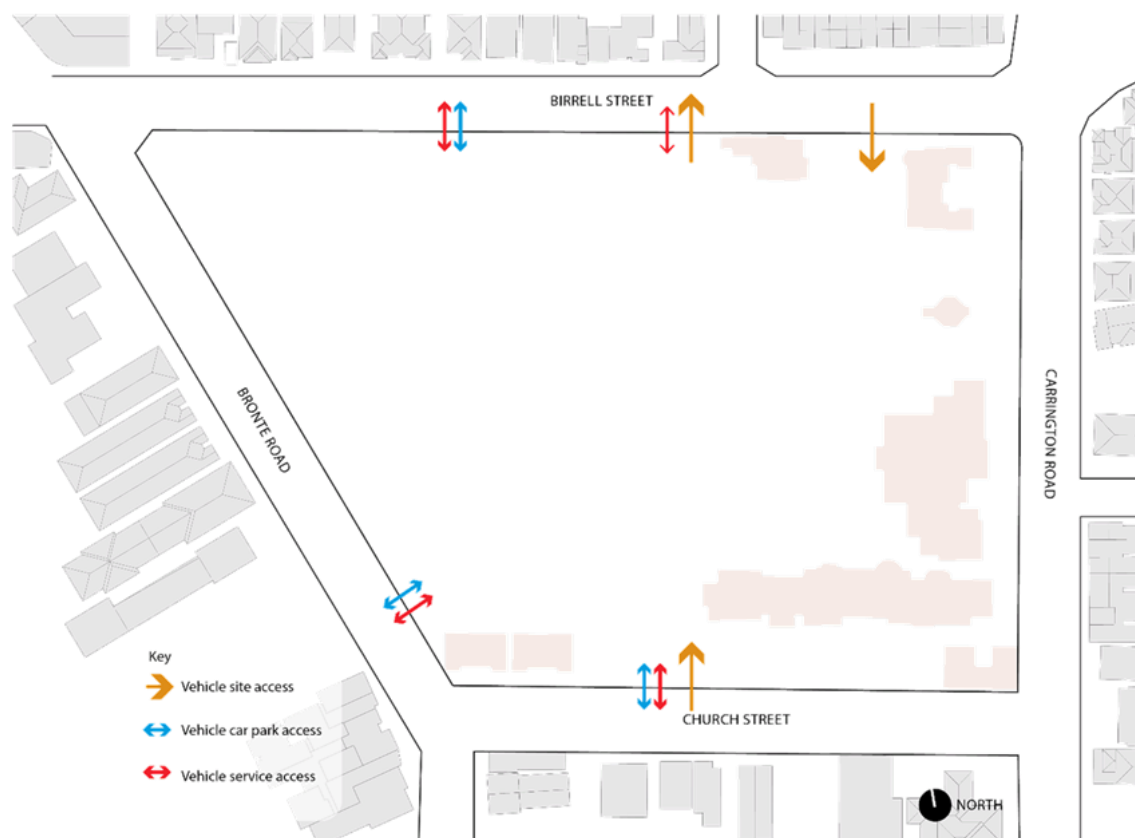 BIRRELL STREET
BRONTE ROAD
CARRINGTON ROAD
Key
Vehicle site access
Vehicle car park access
Vehicle service access
CHURCH STREET
NORTH